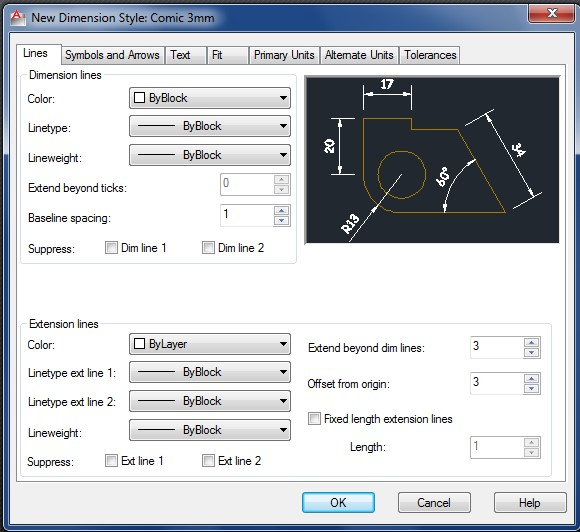 New Dimension Style: Comic 3mm
Lines Symbols and Arrows Text Fit Primary Units Alternate Units Tolerances
Dimension lines
Color: ByBlock
Linetype: ByBlock
Lineweight: ByBlock
Extend beyond ticks: 0
Baseline spacing: 1
Suppress: Dim line 1 Dim line 2
17
20
34
60°
R13
Extension lines
Color: ByLayer
Linetype ext line 1: ByBlock
Linetype ext line 2: ByBlock
Lineweight: ByBlock
Suppress: Ext line 1 Ext line 2
Extend beyond dim lines: 3
Offset from origin: 3
Fixed length extension lines
Length: 1
OK Cancel Help